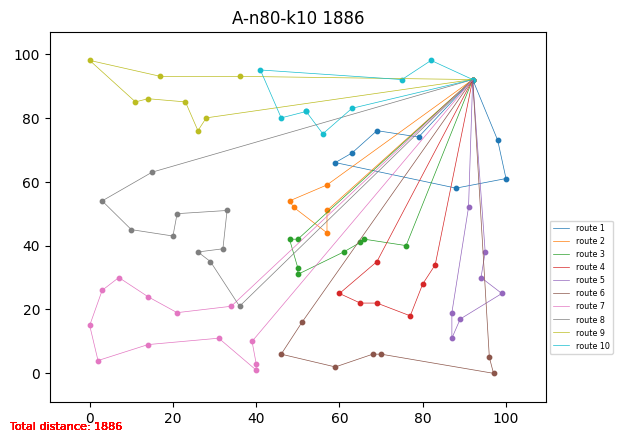 A-n80-k10 1886
100
80
60
40
20
0
0 20 40 60 80 100
route 1
route 2
route 3
route 4
route 5
route 6
route 7
route 8
route 9
route 10
Total distance: 1886